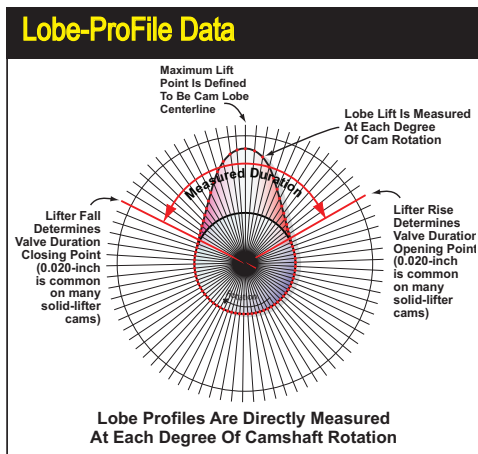 Lobe-ProFile Data
Maximum Lift
Point Is Defined
To Be Cam Lobe
Centerline
Lobe Lift Is Measured
At Each Degree
Of Cam Rotation
Measured Duration
Lifter Fall
Determines
Valve Duration
Closing Point
(0.020-inch
is common
on many
solid-lifter
cams)
Lifter Rise
Determines
Valve Duration
Opening Point
(0.020-inch
is common
on many
solid-lifter
cams)
Lobe Profiles Are Directly Measured
At Each Degree Of Camshaft Rotation